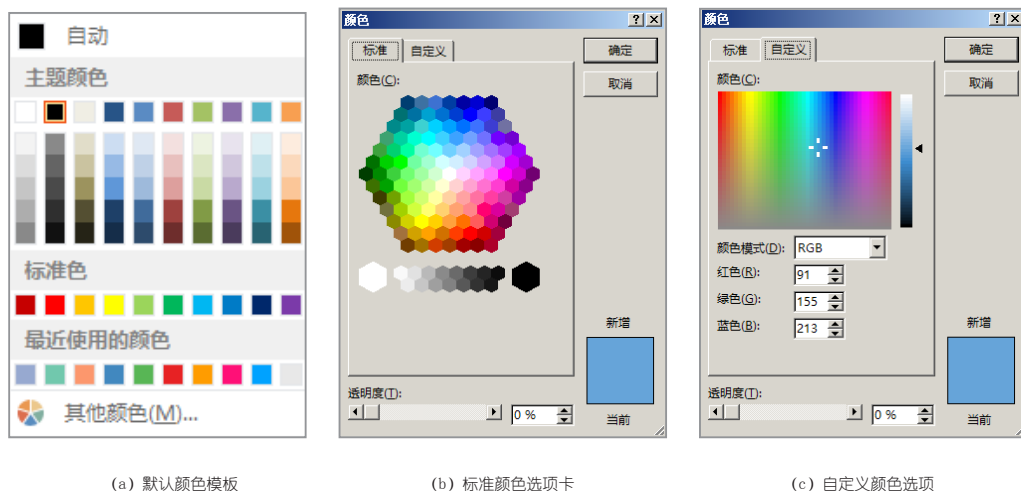 自动
主题颜色
标准色
最近使用的颜色
其他颜色(M)...
(a) 默认颜色模板
颜色
标准 自定义
确定
取消
颜色(C):
新增
透明度(T):
0 %
当前
(b) 标准颜色选项卡
颜色
标准 自定义
确定
取消
颜色(C):
颜色模式(D): RGB
红色(R): 91
绿色(G): 155
蓝色(B): 213
新增
透明度(T):
0 %
当前
(c) 自定义颜色选项